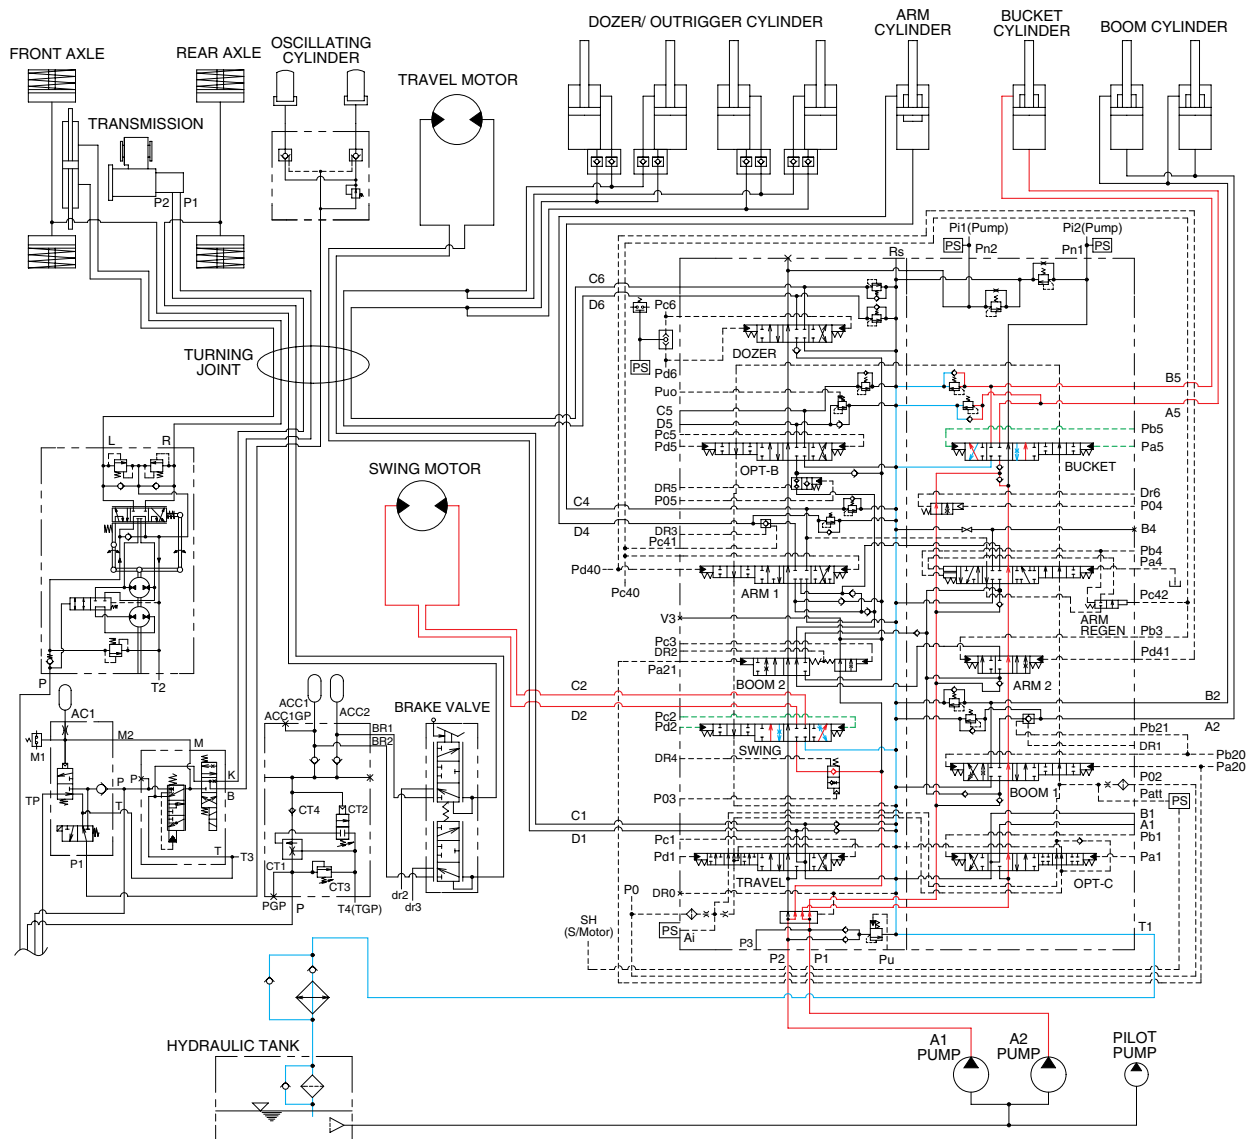 DOZER/ OUTRIGGER CYLINDER
ARM
CYLINDER
BUCKET
CYLINDER
BOOM CYLINDER
FRONT AXLE
REAR AXLE
OSCILLATING
CYLINDER
TRAVEL MOTOR
TRANSMISSION
P2
P1
Pi1(Pump)
Pi2(Pump)
PS
Pn2
Pn1
PS
Rs
C6
D6
Pc6
DOZER
PS
Pd6
Puo
C5
D5
Pc5
Pd5
OPT-B
TURNING
JOINT
B5
A5
Pb5
Pa5
BUCKET
L
R
SWING MOTOR
C4
D4
DR5
P05
DR3
Pc41
Pd40
Pc40
ARM 1
Dr6
P04
B4
Pb4
Pa4
Pc42
ARM
REGEN
V3
Pc3
DR2
Pa21
BOOM 2
Pb3
Pd41
ARM 2
P
T2
C2
D2
Pc2
Pd2
SWING
B2
A2
Pb21
DR1
Pb20
Pa20
AC1
M2
M1
M
P
P
K
B
TP
T
T
T3
P1
ACC1
ACC1GP
ACC2
BRAKE VALVE
BR1
BR2
CT4
CT2
CT1
CT3
PGP
P
T4(TGP)
dr2
dr3
DR4
P03
BOOM 1
P02
Patt
PS
C1
D1
Pc1
Pd1
TRAVEL
B1
A1
Pb1
Pa1
OPT-C
P0
DR0
SH
(S/Motor)
PS
Ai
P3
P2
P1
Pu
T1
HYDRAULIC TANK
A1
PUMP
A2
PUMP
PILOT
PUMP